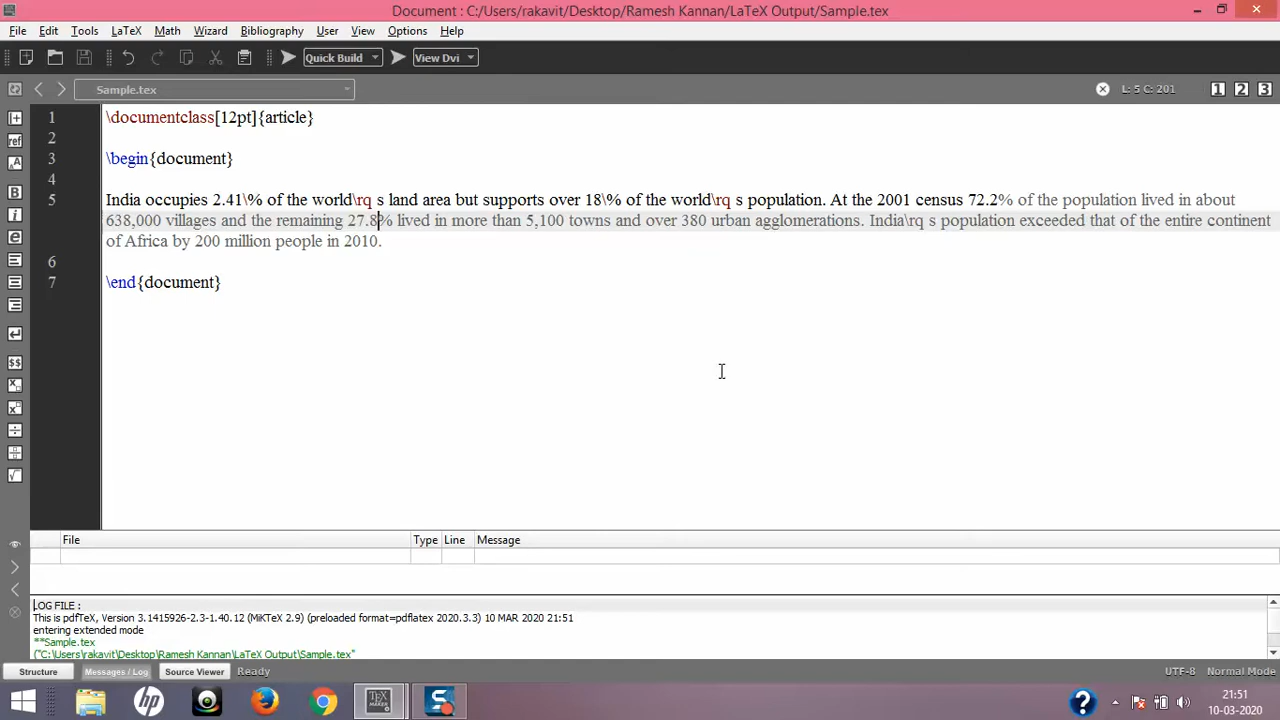 Document : C:/Users/rakavit/Desktop/Ramesh Kannan/LaTeX Output/Sample.tex
File Edit Tools LaTeX Math Wizard Bibliography User View Options Help
Quick Build View Dvi
Sample.tex L: 5 C: 201 1 2 3
1 \documentclass[12pt]{article}
2
3 \begin{document}
4
5 India occupies 2.41\% of the world\rq s land area but supports over 18\% of the world\rq s population. At the 2001 census 72.2% of the population lived in about
638,000 villages and the remaining 27.8% lived in more than 5,100 towns and over 380 urban agglomerations. India\rq s population exceeded that of the entire continent
of Africa by 200 million people in 2010.
6
7 \end{document}
File Type Line Message
LOG FILE :
This is pdfTeX, Version 3.1415926-2.3-1.40.12 (MiKTeX 2.9) (preloaded format=pdflatex 2020.3.3) 10 MAR 2020 21:51
entering extended mode
**Sample.tex
("C:\Users\rakavit\Desktop\Ramesh Kannan\LaTeX Output\Sample.tex"
Structure Messages / Log Source Viewer Ready UTF-8 Normal Mode
21:51
10-03-2020